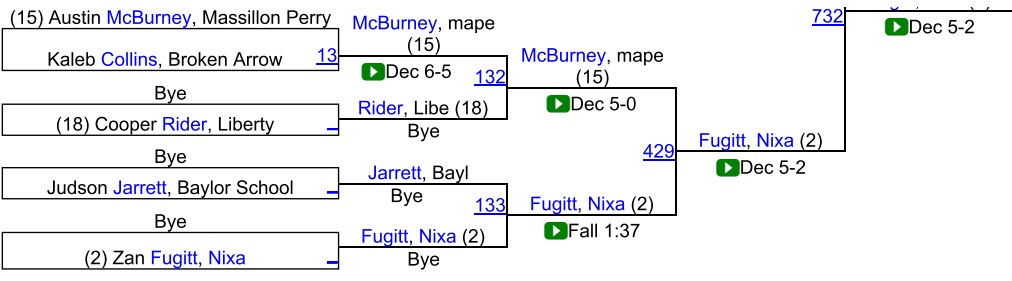 (15) Austin McBurney, Massillon Perry
Kaleb Collins, Broken Arrow
13
Bye
(18) Cooper Rider, Liberty
Bye
Judson Jarrett, Baylor School
Bye
(2) Zan Fugitt, Nixa
McBurney, mape
(15)
Dec 6-5
132
Rider, Libe (18)
Bye
Jarrett, Bayl
Bye
133
Fugitt, Nixa (2)
Bye
McBurney, mape
(15)
Dec 5-0
429
Fugitt, Nixa (2)
Fall 1:37
Fugitt, Nixa (2)
Dec 5-2
732
Dec 5-2